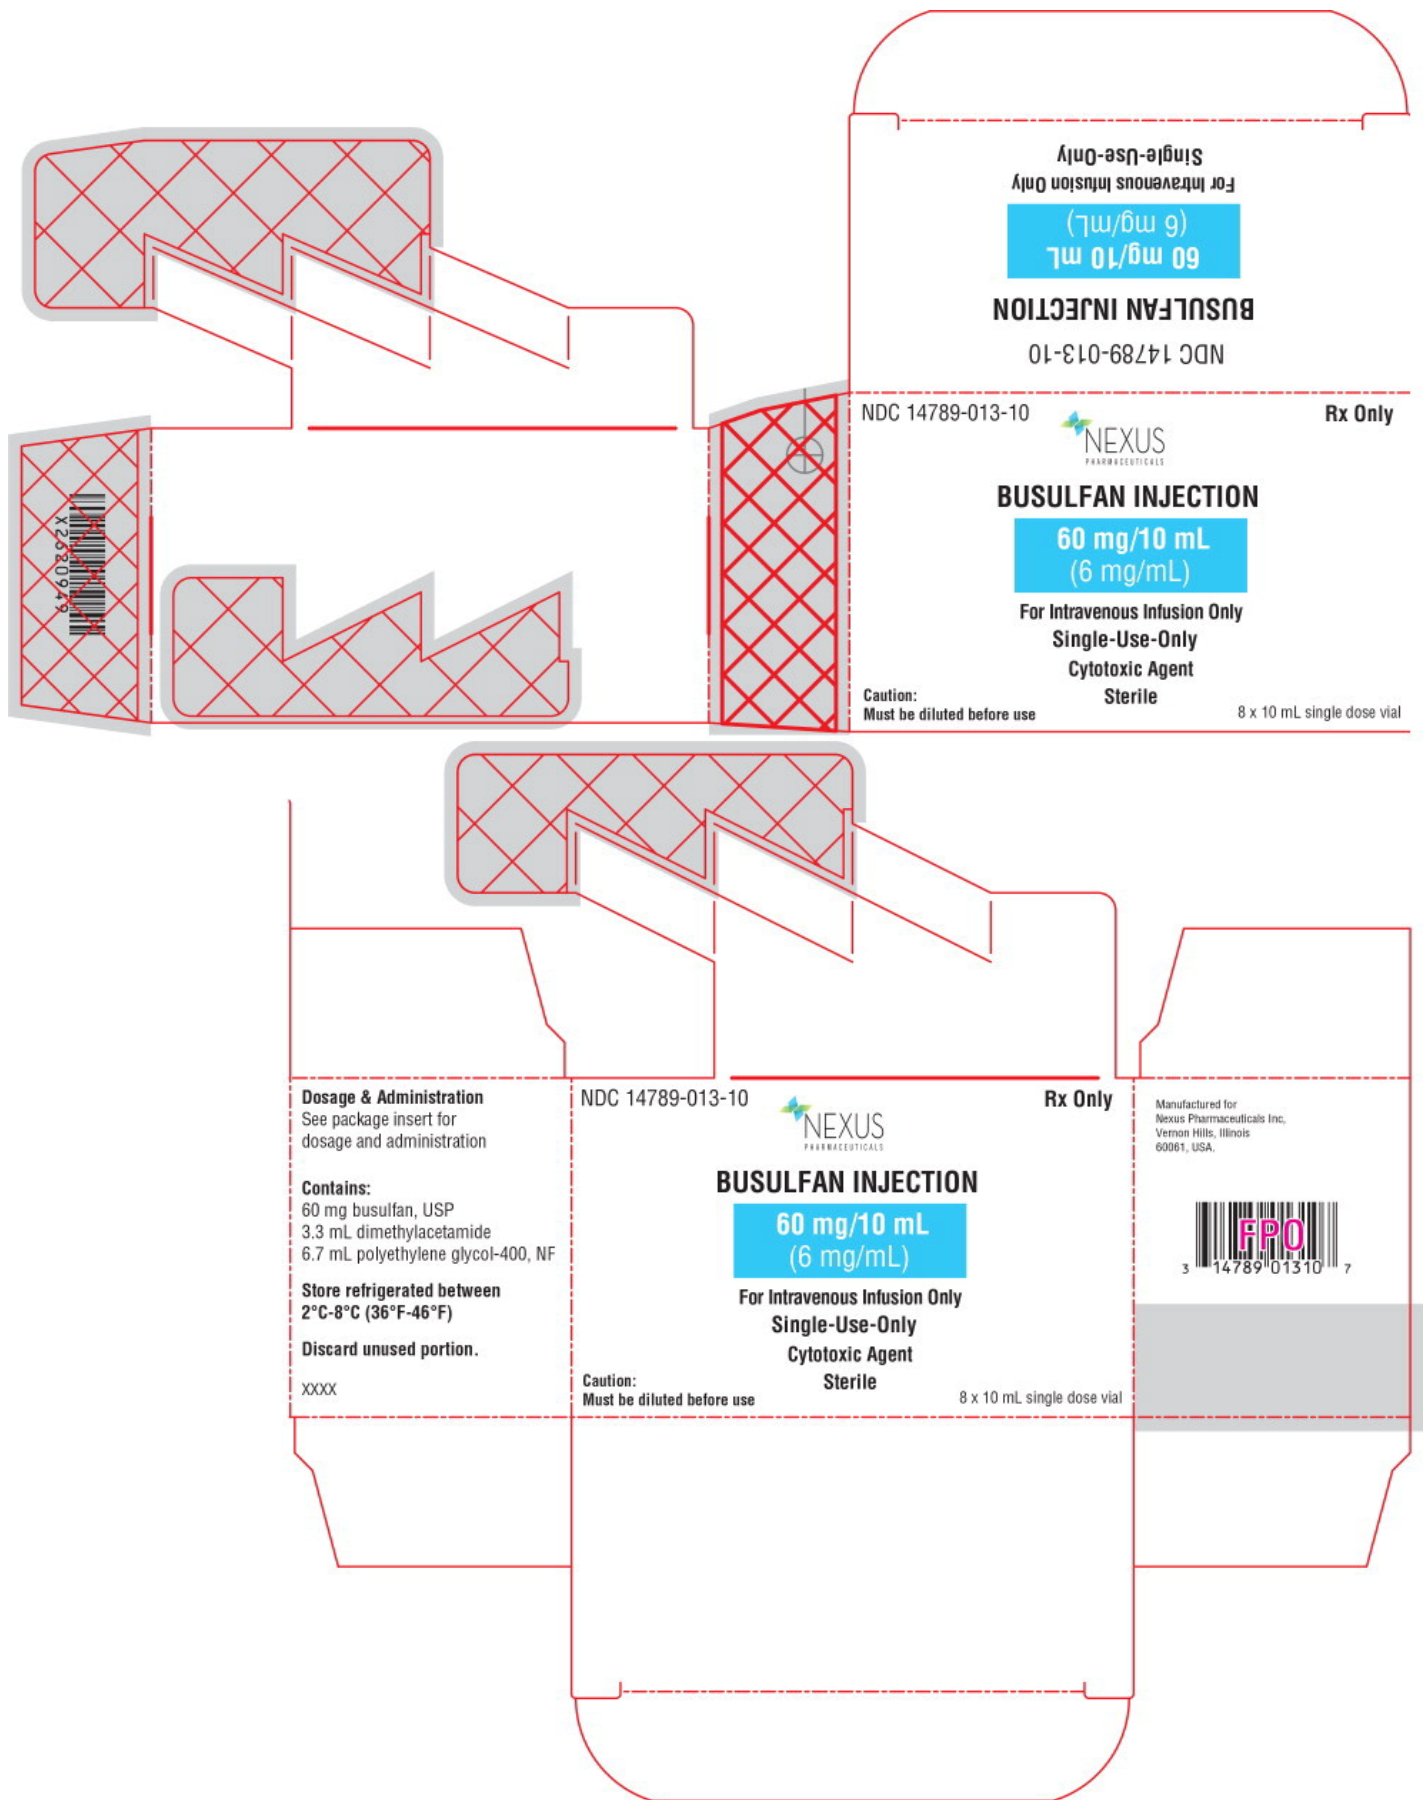 Single-Use-Only
For Intravenous Infusion Only
(6 mg/mL)
60 mg/10 mL
BUSULFAN INJECTION
NDC 14789-013-10
NDC 14789-013-10
Rx Only
NEXUS
PHARMACEUTICALS
BUSULFAN INJECTION
60 mg/10 mL
(6 mg/mL)
For Intravenous Infusion Only
Single-Use-Only
Cytotoxic Agent
Sterile
Caution:
Must be diluted before use
8 x 10 mL single dose vial
X2620949
Dosage & Administration
See package insert for
dosage and administration
Contains:
60 mg busulfan, USP
3.3 mL dimethylacetamide
6.7 mL polyethylene glycol-400, NF
Store refrigerated between
2°C-8°C (36°F-46°F)
Discard unused portion.
XXXX
NDC 14789-013-10
Rx Only
NEXUS
PHARMACEUTICALS
BUSULFAN INJECTION
60 mg/10 mL
(6 mg/mL)
For Intravenous Infusion Only
Single-Use-Only
Cytotoxic Agent
Sterile
Caution:
Must be diluted before use
8 x 10 mL single dose vial
Manufactured for
Nexus Pharmaceuticals Inc,
Vernon Hills, Illinois
60061, USA.
FPO
3 14789 01310 7